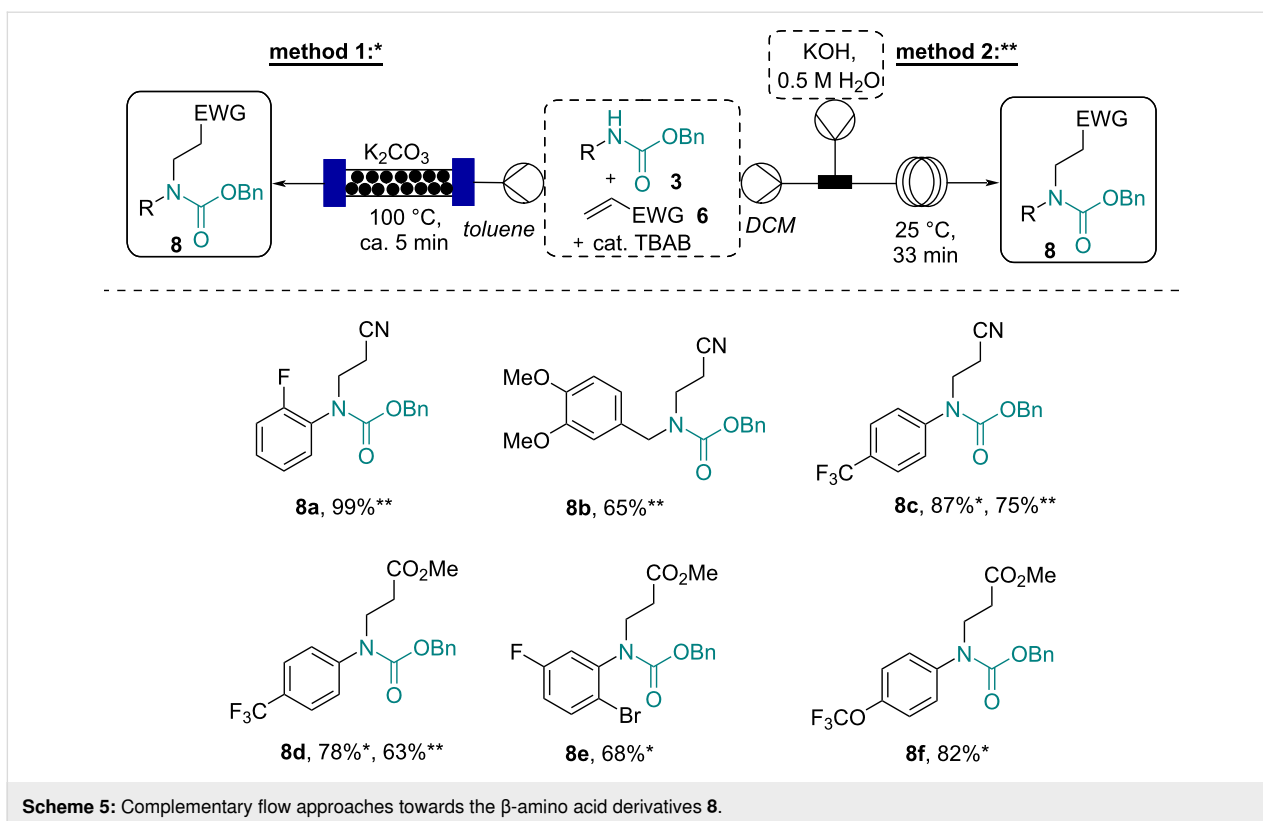 method 1:*
EWG
N
R
OBn
O
8
K2CO3
100 °C,
ca. 5 min
toluene
H
N
R
OBn
O
+ 3
EWG 6
+ cat. TBAB
DCM
KOH,
0.5 M H2O
method 2:**
25 °C,
33 min
EWG
N
R
OBn
O
8
CN
F
N
OBn
O
8a, 99%**
CN
MeO
MeO
N
OBn
O
8b, 65%**
CN
N
OBn
O
F3C
8c, 87%*, 75%**
CO2Me
N
OBn
O
F3C
8d, 78%*, 63%**
CO2Me
F
N
OBn
O
Br
8e, 68%*
CO2Me
N
OBn
O
F3CO
8f, 82%*
Scheme 5: Complementary flow approaches towards the β-amino acid derivatives 8.